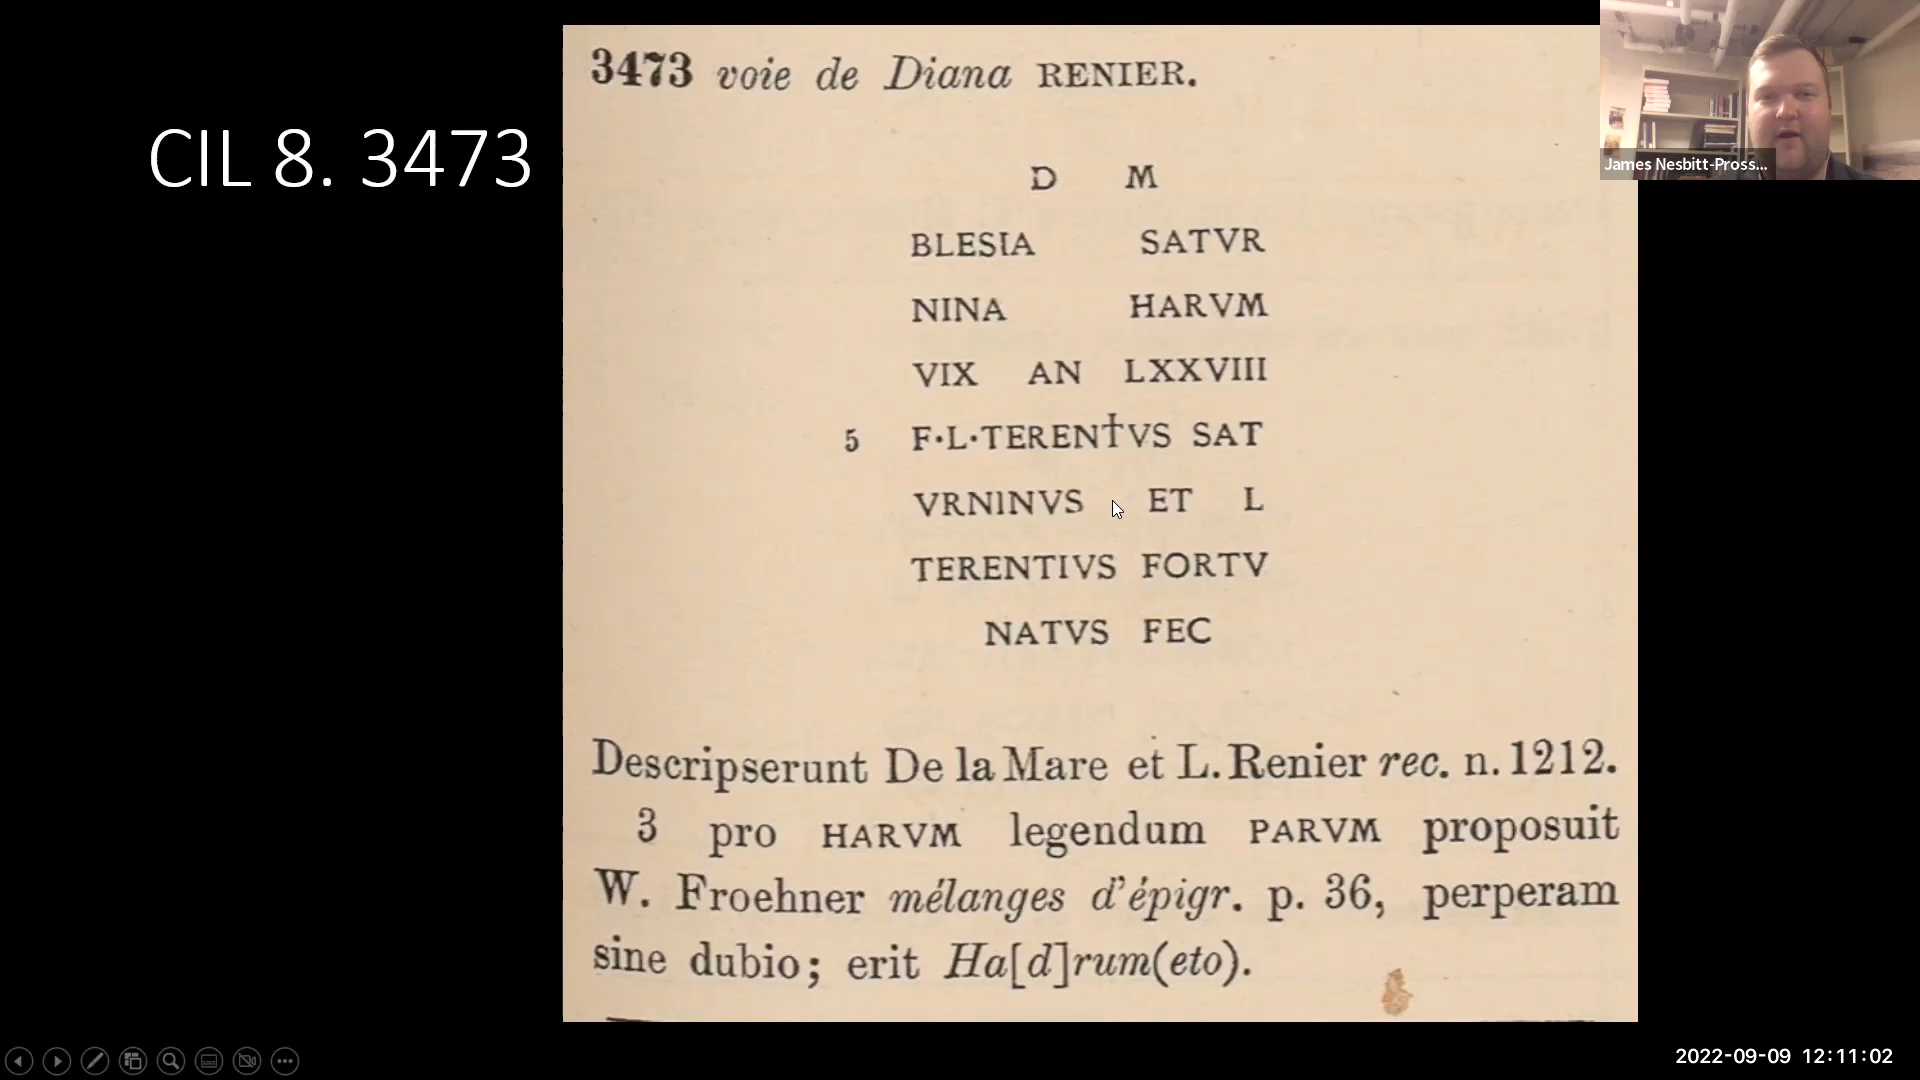 CIL 8. 3473
3473 voie de Diana RENIER.
D M
BLESIA SATVR
NINA HARVM
VIX AN LXXVIII
5 F·L·TEREN†VS SAT
VRNINVS ET L
TERENTIVS FORTV
NATVS FEC
Descripserunt De la Mare et L. Renier rec. n. 1212.
3 pro HARVM legendum PARVM proposuit
W. Froehner mélanges d'épigr. p. 36, perperam
sine dubio; erit Ha[d]rum(eto).
James Nesbitt-Pross...
2022-09-09 12:11:02